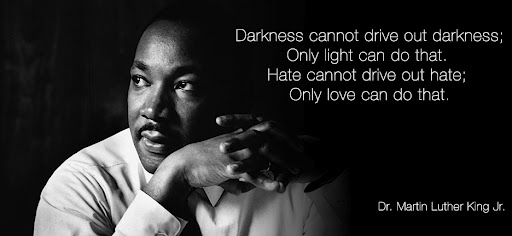 Darkness cannot drive out darkness;
Only light can do that.
Hate cannot drive out hate;
Only love can do that.
Dr. Martin Luther King Jr.